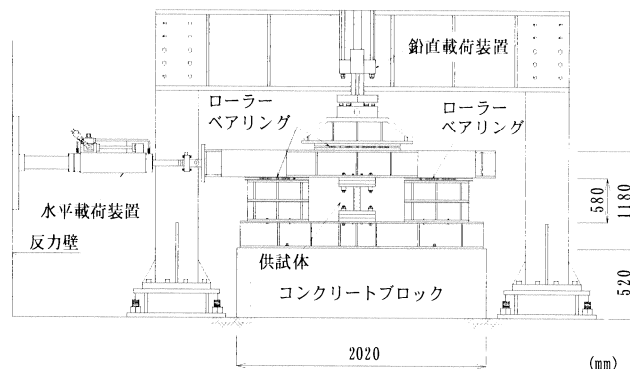 鉛直載荷装置
ローラー
ベアリング
ローラー
ベアリング
水平載荷装置
反力壁
供試体
コンクリートブロック
580
1180
520
2020
(mm)